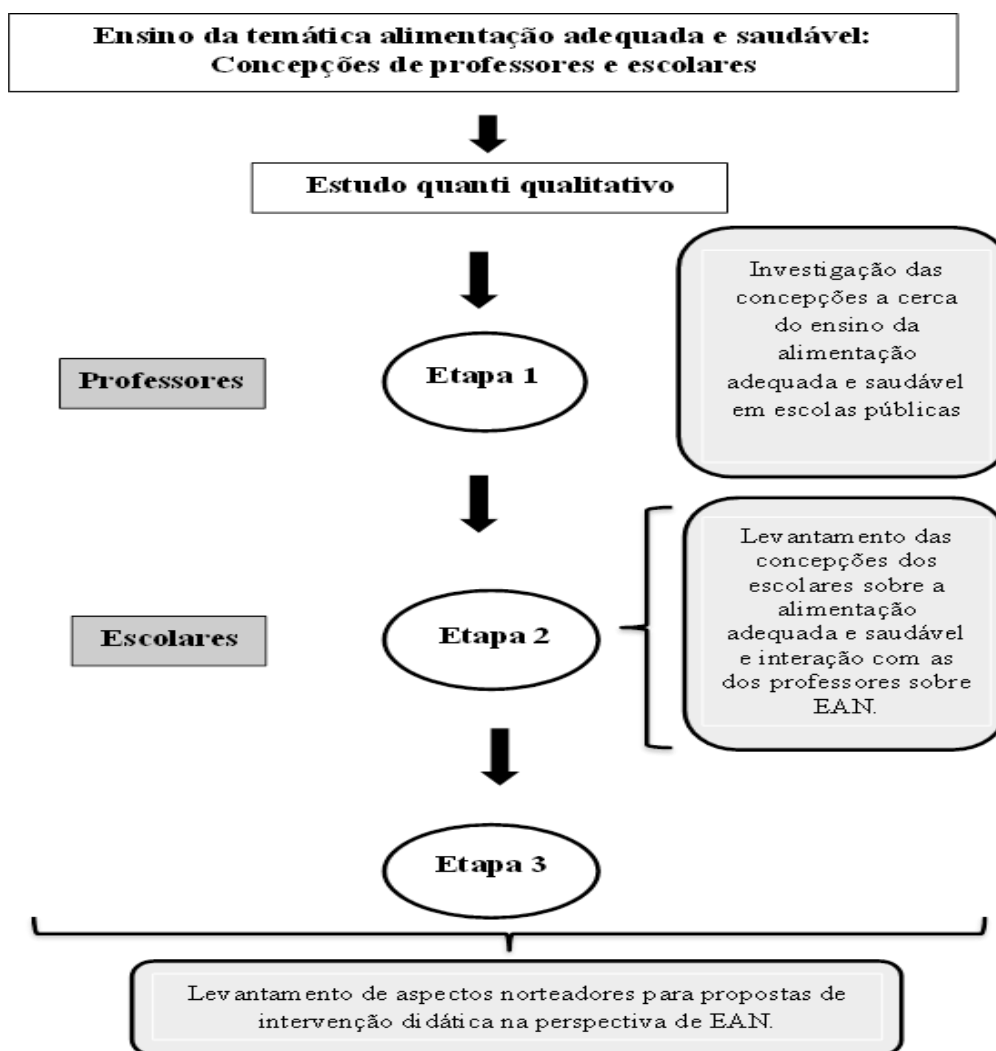 Ensino da temática alimentação adequada e saudável:
Concepções de professores e escolares
Estudo quanti qualitativo
Professores
Etapa 1
Investigação das
concepções a cerca
do ensino da
alimentação
adequada e saudável
em escolas públicas
Escolares
Etapa 2
Levantamento das
concepções dos
escolares sobre a
alimentação
adequada e saudável
e interação com as
dos professores sobre
EAN.
Etapa 3
Levantamento de aspectos norteadores para propostas de
intervenção didática na perspectiva de EAN.